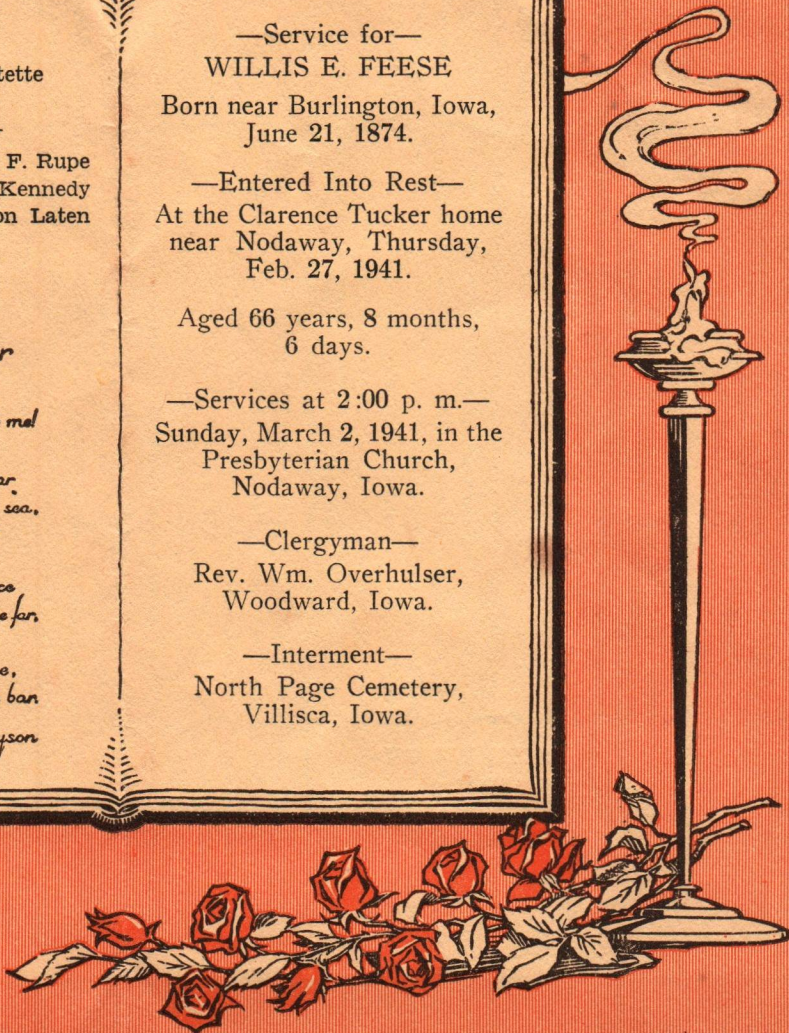 tette
F. Rupe
Kennedy
on Laten
r
me!
ar
sea,
ce
e far,
e,
ban
yson
—Service for—
WILLIS E. FEESE
Born near Burlington, Iowa,
June 21, 1874.
—Entered Into Rest—
At the Clarence Tucker home
near Nodaway, Thursday,
Feb. 27, 1941.
Aged 66 years, 8 months,
6 days.
—Services at 2:00 p. m.—
Sunday, March 2, 1941, in the
Presbyterian Church,
Nodaway, Iowa.
—Clergyman—
Rev. Wm. Overhulser,
Woodward, Iowa.
—Interment—
North Page Cemetery,
Villisca, Iowa.